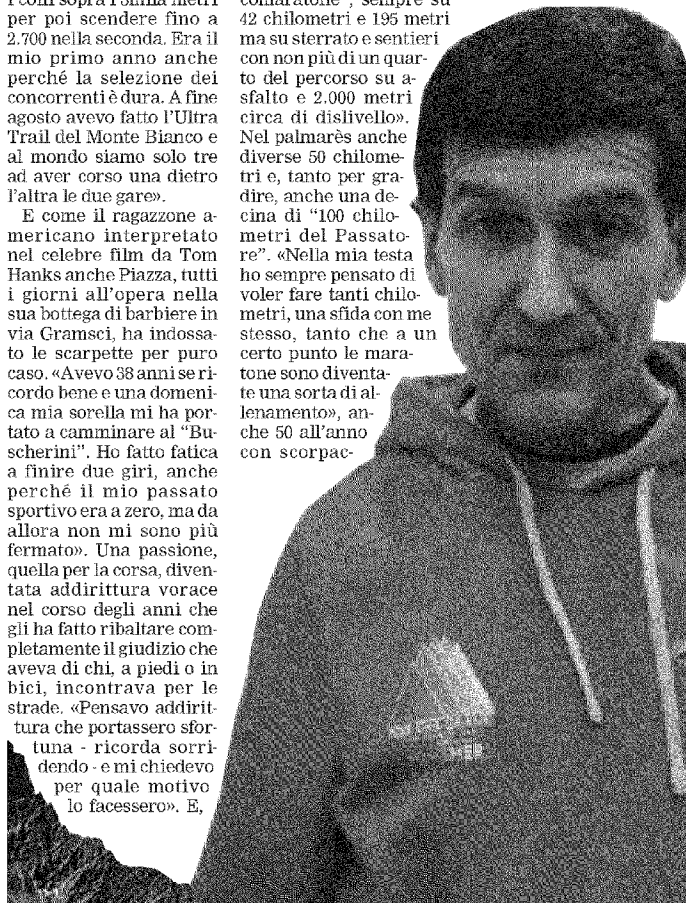 per poi scendere fino a
2.700 nella seconda. Era il
mio primo anno anche
perché la selezione dei
concorrenti è dura. A fine
agosto avevo fatto l'Ultra
Trail del Monte Bianco e
al mondo siamo solo tre
ad aver corso una dietro
l'altra le due gare».
E come il ragazzone a-
mericano interpretato
nel celebre film da Tom
Hanks anche Piazza, tutti
i giorni all'opera nella
sua bottega di barbiere in
via Gramsci, ha indossa-
to le scarpette per puro
caso. «Avevo 38 anni se ri-
cordo bene e una domeni-
ca mia sorella mi ha por-
tato a camminare al “Bu-
scherini”. Ho fatto fatica
a finire due giri, anche
perché il mio passato
sportivo era a zero, ma da
allora non mi sono più
fermato». Una passione,
quella per la corsa, diven-
tata addirittura vorace
nel corso degli anni che
gli ha fatto ribaltare com-
pletamente il giudizio che
aveva di chi, a piedi o in
bici, incontrava per le
strade. «Pensavo addirit-
tura che portassero sfor-
tuna - ricorda sorri-
dendo - e mi chiedevo
per quale motivo
lo facessero». E,
42 chilometri e 195 metri
ma su sterrato e sentieri
con non più di un quar-
to del percorso su a-
sfalto e 2.000 metri
circa di dislivello».
Nel palmarès anche
diverse 50 chilome-
tri e, tanto per gra-
dire, anche una de-
cina di “100 chilo-
metri del Passato-
re”. «Nella mia testa
ho sempre pensato di
voler fare tanti chilo-
metri, una sfida con me
stesso, tanto che a un
certo punto le mara-
tone sono diventa-
te una sorta di al-
lenamento», an-
che 50 all'anno
con scorpac-